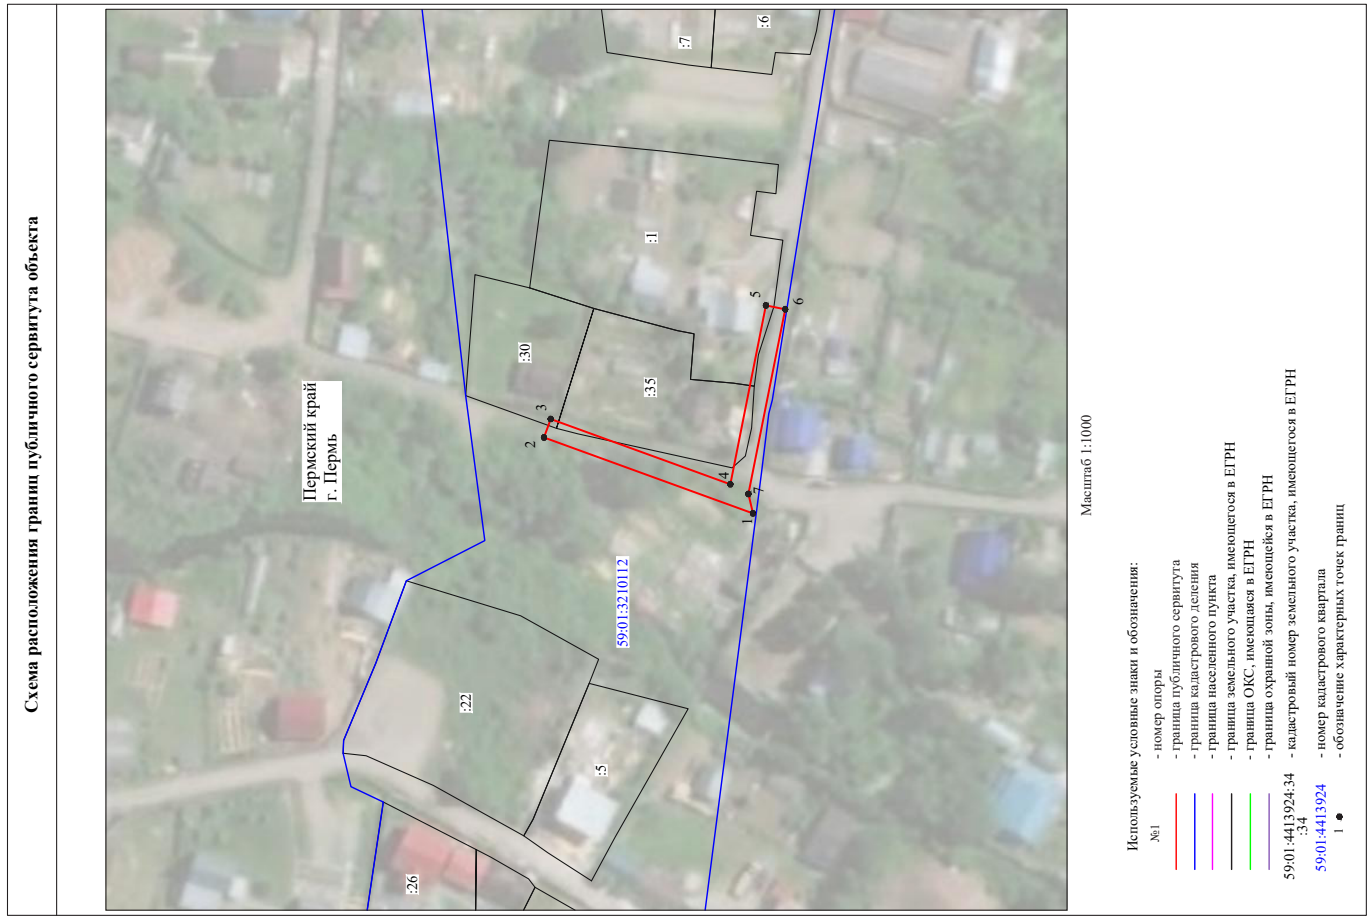 Схема расположения границ публичного сервитута объекта
Пермский край
г. Пермь
59:01:3210112
:26
:22
:5
:30
:35
:1
:7
:6
1
2
3
4
5
6
7
Масштаб 1:1000
Используемые условные знаки и обозначения:
№1 - номер опоры
- граница публичного сервитута
- граница кадастрового деления
- граница населенного пункта
- граница земельного участка, имеющегося в ЕГРН
- граница ОКС, имеющаяся в ЕГРН
- граница охранной зоны, имеющейся в ЕГРН
59:01:4413924:34 - кадастровый номер земельного участка, имеющегося в ЕГРН
:34
59:01:4413924 - номер кадастрового квартала
1 - обозначение характерных точек границ